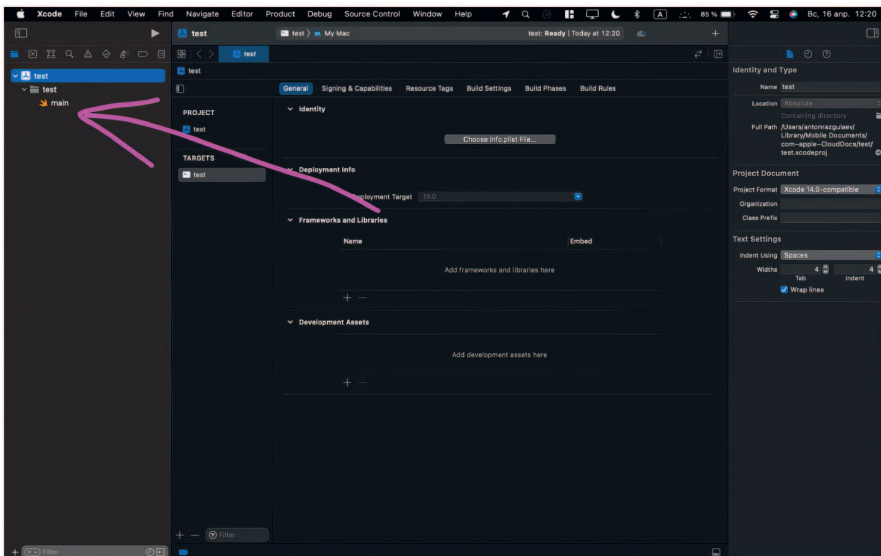 Xcode File Edit View Find Navigate Editor Product Debug Source Control Window Help A 85 % Вс, 16 апр. 12:20
test test 〉 My Mac test: Ready | Today at 12:20
test
test
test
main
test
General Signing & Capabilities Resource Tags Build Settings Build Phases Build Rules
PROJECT
test
TARGETS
test
Identity
Choose Info.plist File...
Deployment Info
Deployment Target 13.0
Frameworks and Libraries
Name Embed
Add frameworks and libraries here
Development Assets
Add development assets here
Filter
Filter
Identity and Type
Name test
Location Absolute
Containing directory
Full Path /Users/antonrazgulaev/
Library/Mobile Documents/
com~apple~CloudDocs/test/
test.xcodeproj
Project Document
Project Format Xcode 14.0-compatible
Organization
Class Prefix
Text Settings
Indent Using Spaces
Widths 4 4
Tab Indent
Wrap lines